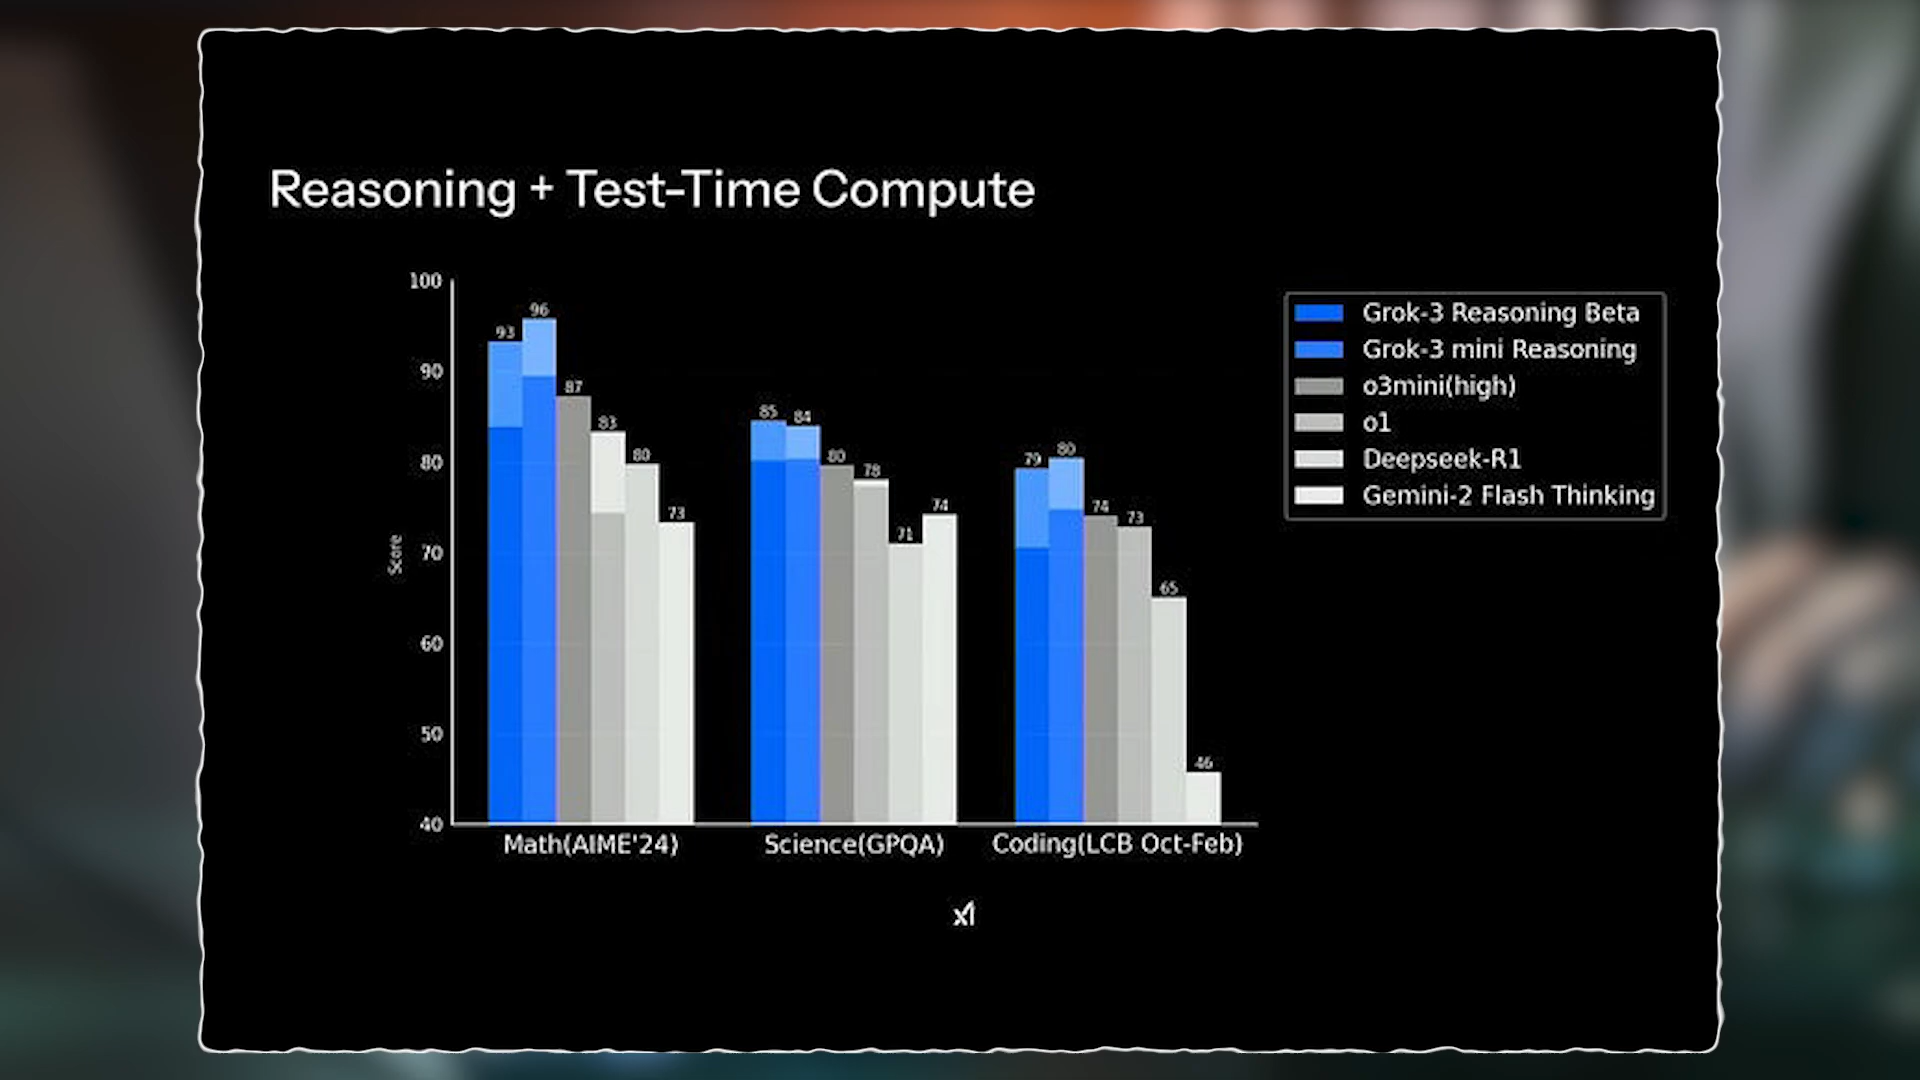 Reasoning + Test-Time Compute
100
90
80
70
60
50
40
Score
93
96
87
83
80
73
85
84
80
78
71
74
79
80
74
73
65
46
Math(AIME'24)
Science(GPQA)
Coding(LCB Oct-Feb)
Grok-3 Reasoning Beta
Grok-3 mini Reasoning
o3mini(high)
o1
Deepseek-R1
Gemini-2 Flash Thinking
xI